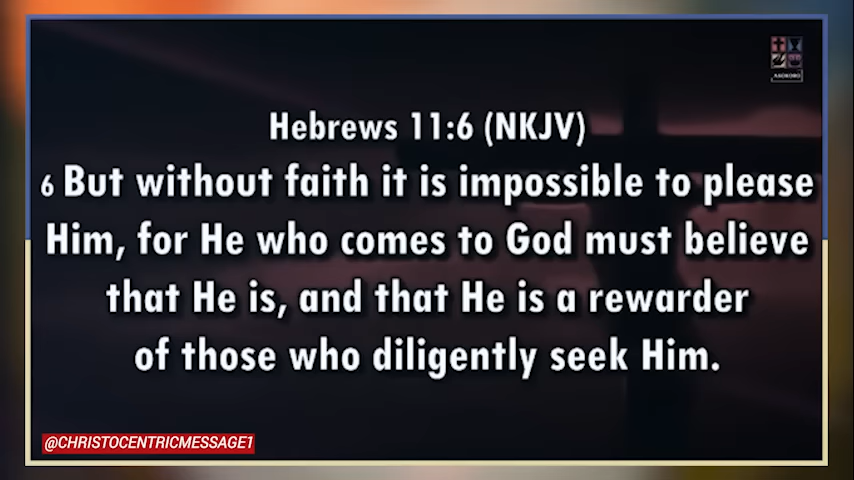 ASOKORO
Hebrews 11:6 (NKJV)
6 But without faith it is impossible to please
Him, for He who comes to God must believe
that He is, and that He is a rewarder
of those who diligently seek Him.
@CHRISTOCENTRICMESSAGE1